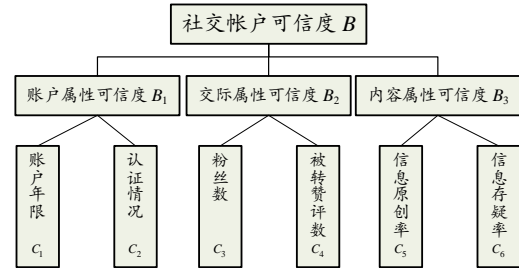 社交帐户可信度 B
账户属性可信度 B₁
交际属性可信度 B₂
内容属性可信度 B₃
账户年限 C₁
认证情况 C₂
粉丝数 C₃
被转赞评数 C₄
信息原创率 C₅
信息存疑率 C₆